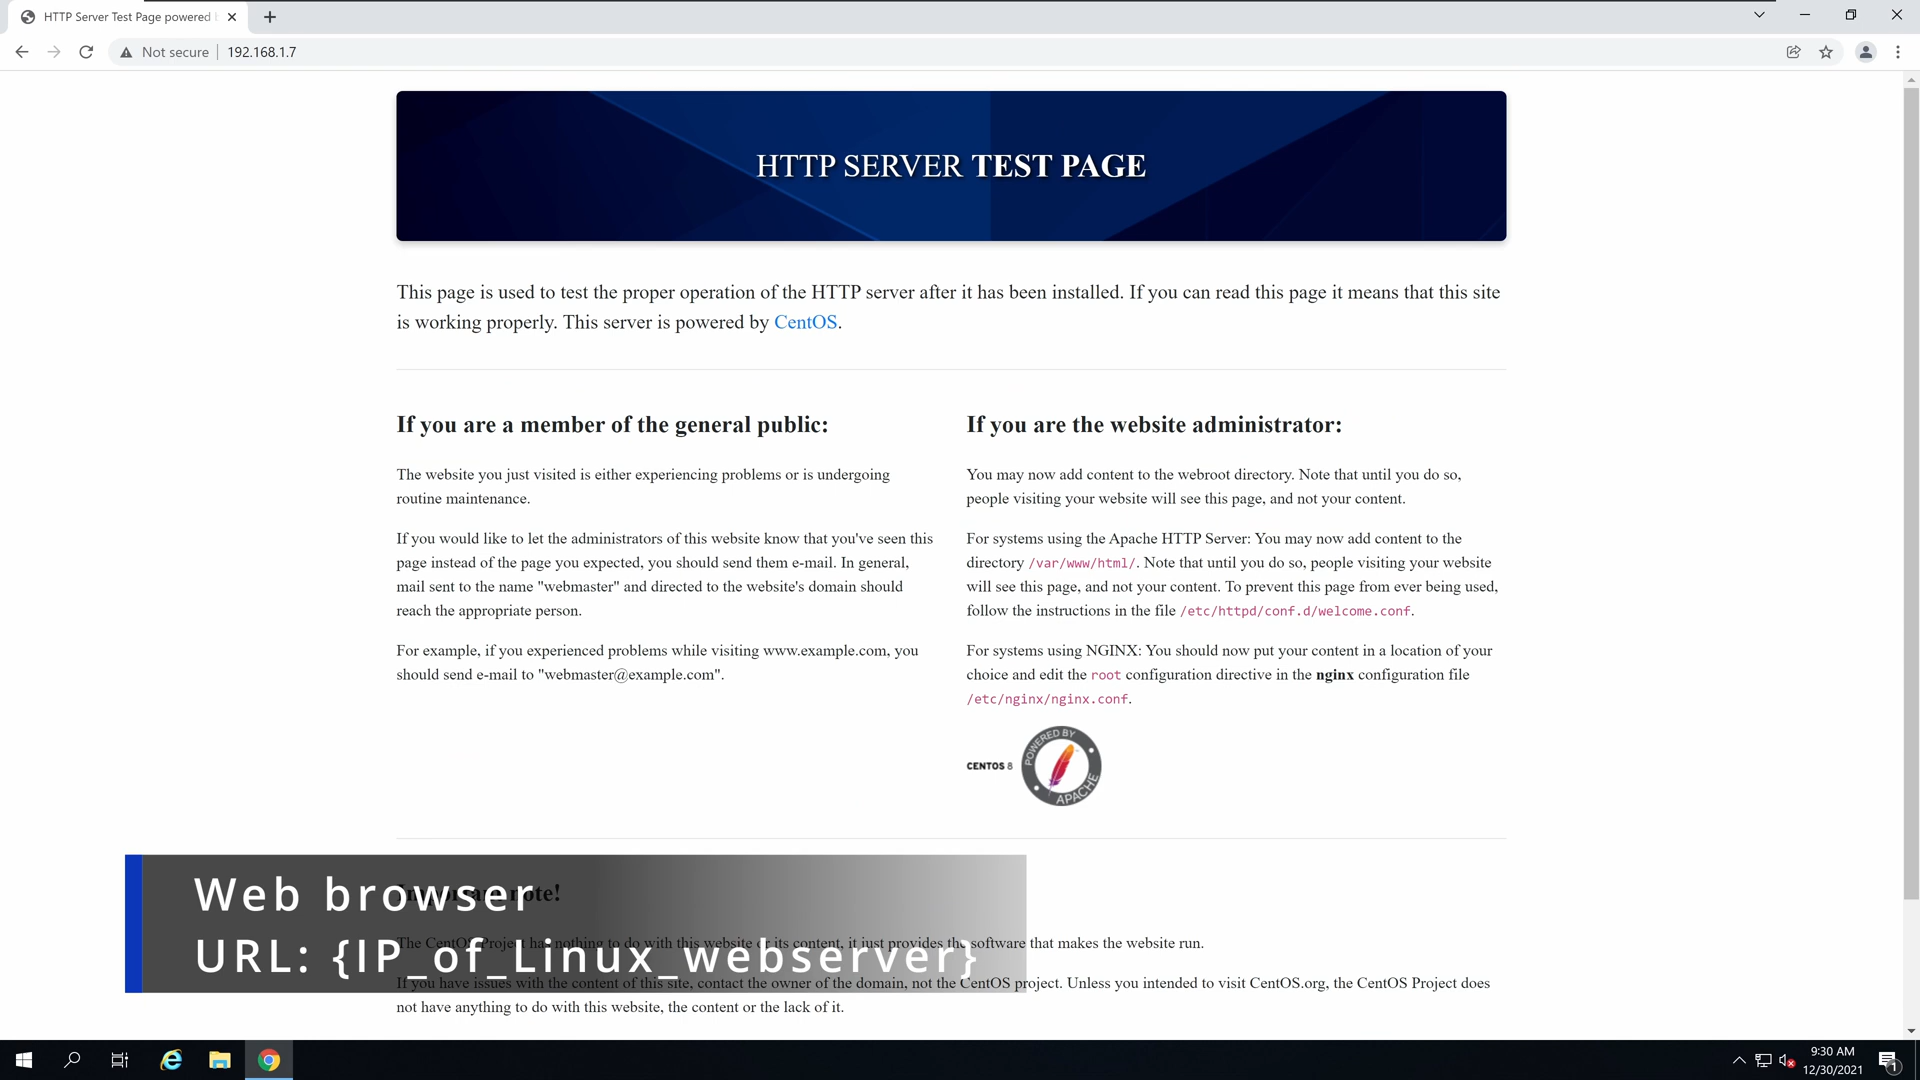 HTTP Server Test Page powered
Not secure
192.168.1.7
HTTP SERVER TEST PAGE
This page is used to test the proper operation of the HTTP server after it has been installed. If you can read this page it means that this site
is working properly. This server is powered by CentOS.
If you are a member of the general public:
The website you just visited is either experiencing problems or is undergoing
routine maintenance.
If you would like to let the administrators of this website know that you've seen this
page instead of the page you expected, you should send them e-mail. In general,
mail sent to the name "webmaster" and directed to the website's domain should
reach the appropriate person.
For example, if you experienced problems while visiting www.example.com, you
should send e-mail to "webmaster@example.com".
If you are the website administrator:
You may now add content to the webroot directory. Note that until you do so,
people visiting your website will see this page, and not your content.
For systems using the Apache HTTP Server: You may now add content to the
directory /var/www/html/. Note that until you do so, people visiting your website
will see this page, and not your content. To prevent this page from ever being used,
follow the instructions in the file /etc/httpd/conf.d/welcome.conf.
For systems using NGINX: You should now put your content in a location of your
choice and edit the root configuration directive in the nginx configuration file
/etc/nginx/nginx.conf.
CENTOS 8
POWERED BY
APACHE
Important note!
The CentOS Project has nothing to do with this website or its content, it just provides the software that makes the website run.
If you have issues with the content of this site, contact the owner of the domain, not the CentOS project. Unless you intended to visit CentOS.org, the CentOS Project does
not have anything to do with this website, the content or the lack of it.
Web browser
URL: {IP_of_Linux_webserver}
9:30 AM
12/30/2021
1